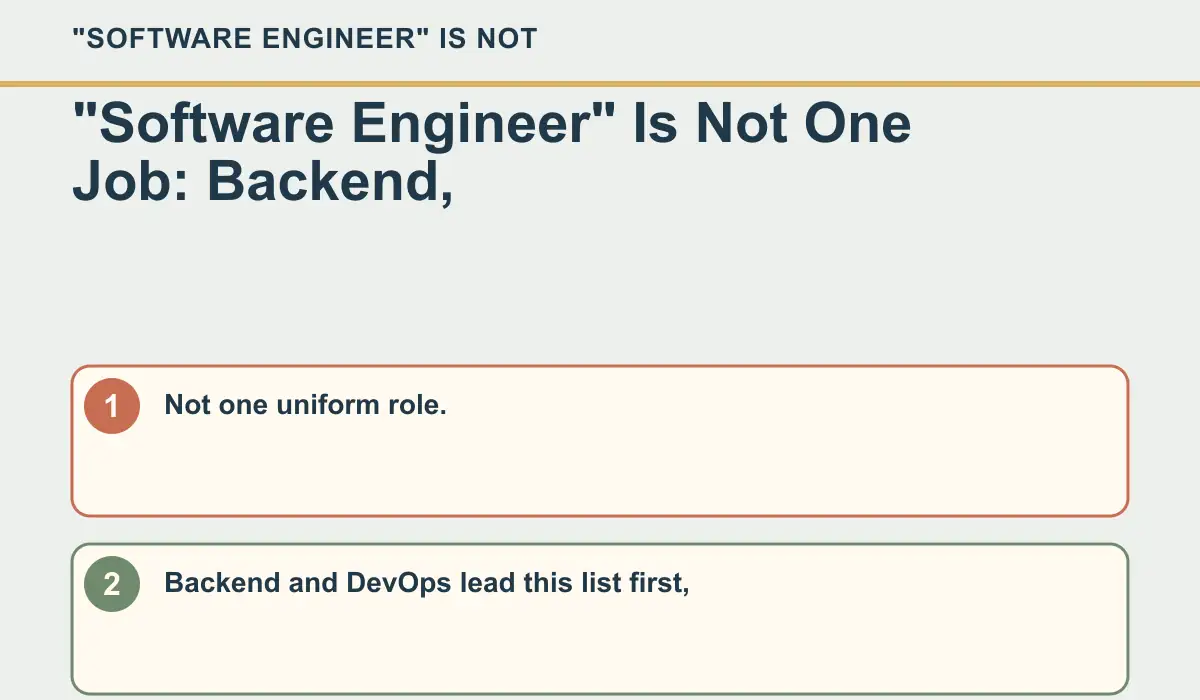 "SOFTWARE ENGINEER" IS NOT
"Software Engineer" Is Not One
Job: Backend,
1 Not one uniform role.
2 Backend and DevOps lead this list first,